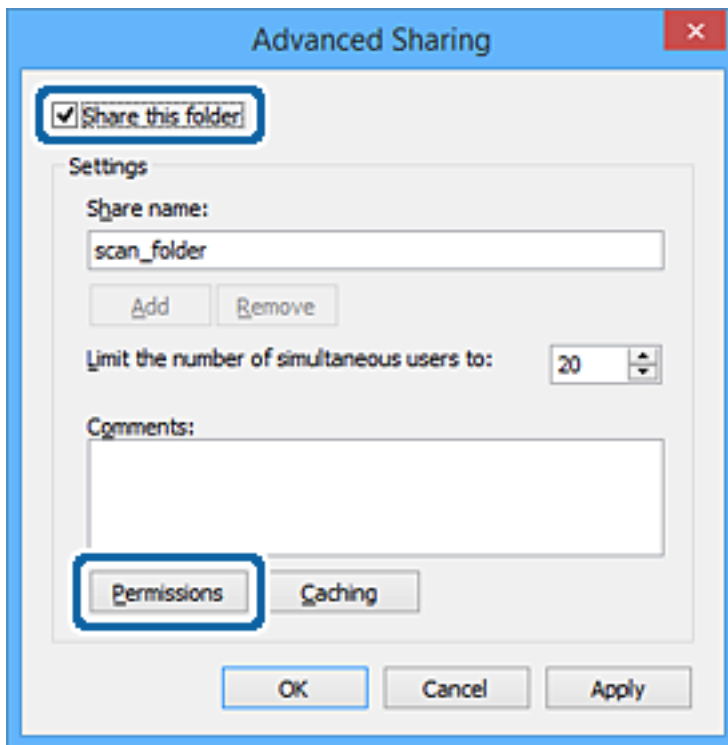 Advanced Sharing
Share this folder
Settings
Share name:
scan_folder
Add Remove
Limit the number of simultaneous users to: 20
Comments:
Permissions Caching
OK Cancel Apply